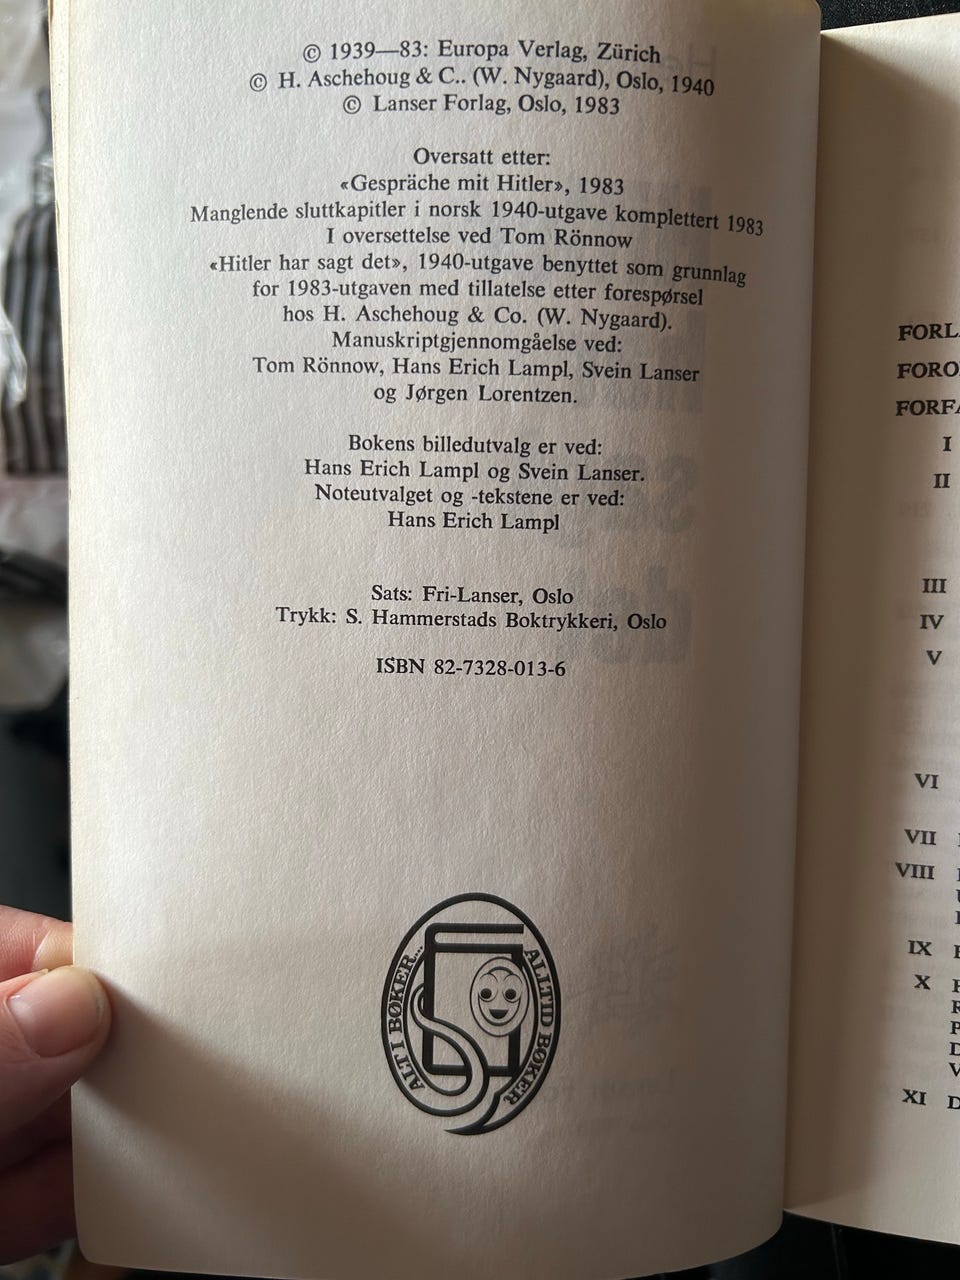 © 1939—83: Europa Verlag, Zürich
© H. Aschehoug & C.. (W. Nygaard), Oslo, 1940
© Lanser Forlag, Oslo, 1983
Oversatt etter:
«Gespräche mit Hitler», 1983
Manglende sluttkapitler i norsk 1940-utgave komplettert 1983
I oversettelse ved Tom Rönnow
«Hitler har sagt det», 1940-utgave benyttet som grunnlag
for 1983-utgaven med tillatelse etter forespørsel
hos H. Aschehoug & Co. (W. Nygaard).
Manuskriptgjennomgåelse ved:
Tom Rönnow, Hans Erich Lampl, Svein Lanser
og Jørgen Lorentzen.
Bokens billedutvalg er ved:
Hans Erich Lampl og Svein Lanser.
Noteutvalget og -tekstene er ved:
Hans Erich Lampl
Sats: Fri-Lanser, Oslo
Trykk: S. Hammerstads Boktrykkeri, Oslo
ISBN 82-7328-013-6
ALT I BØKER....
ALLTID BØKER
I
II
III
IV
V
VI
VII
VIII
IX
X
XI